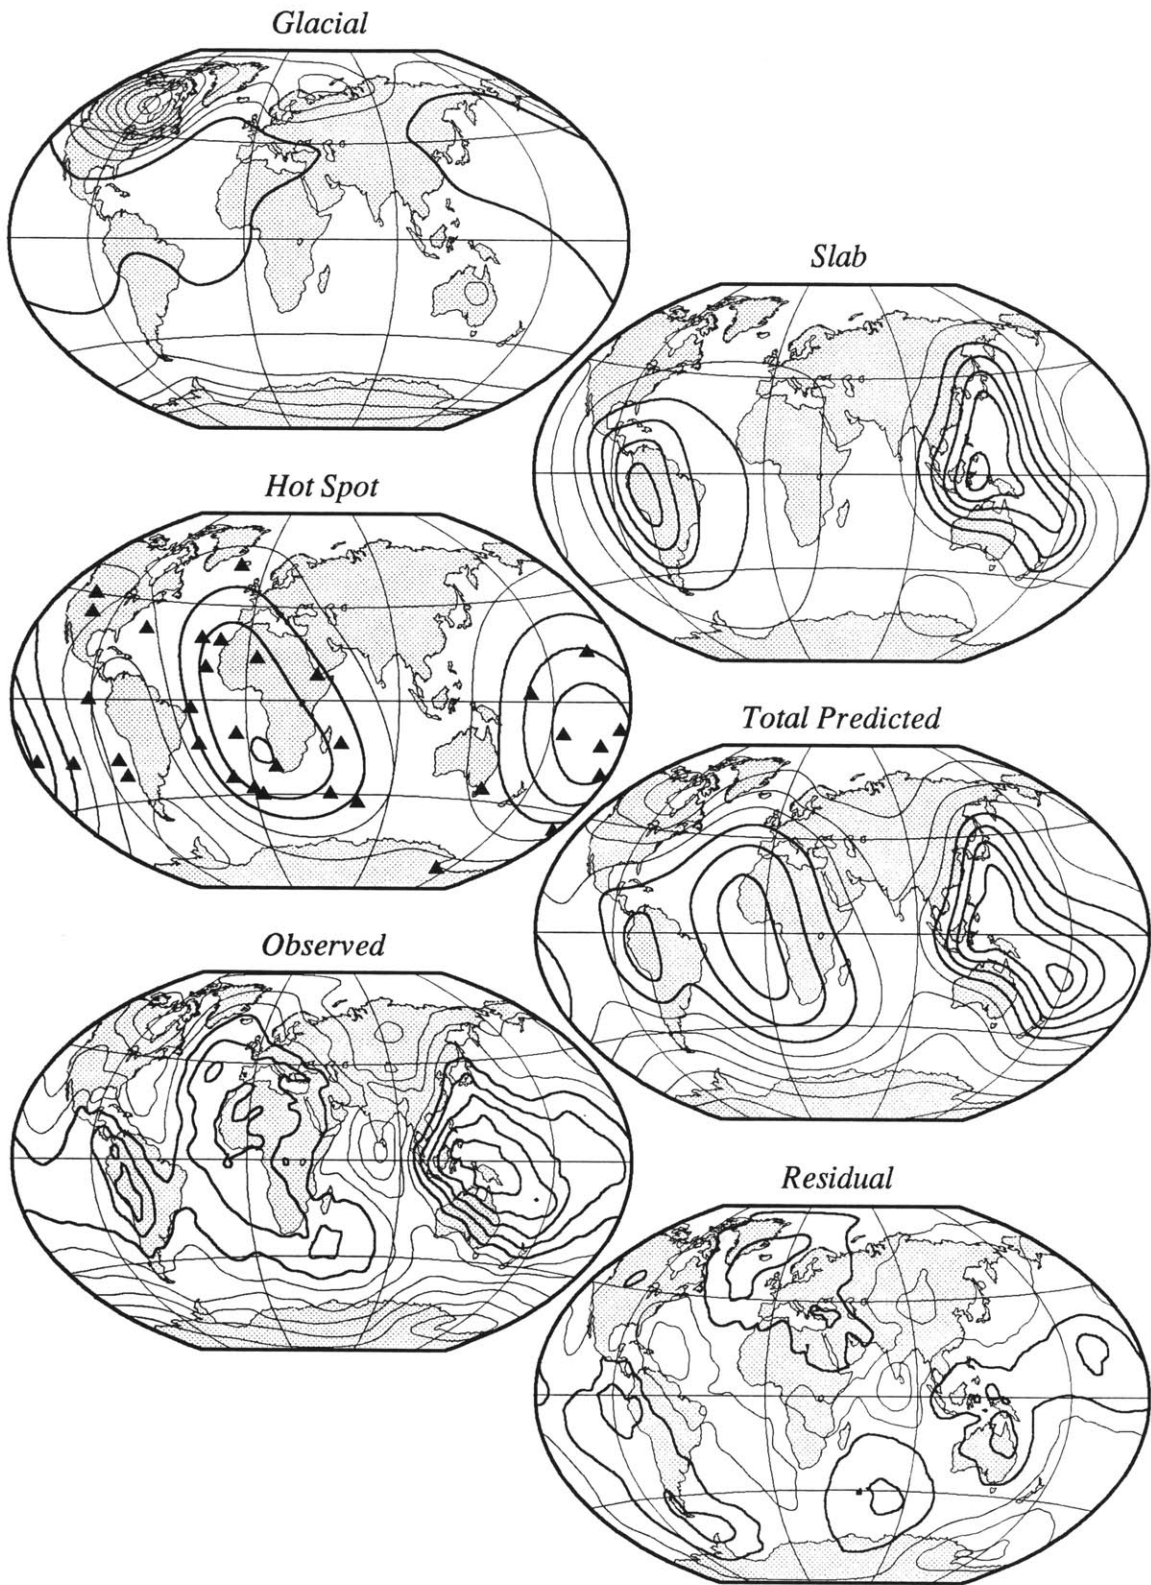 Glacial
Slab
Hot Spot
Total Predicted
Observed
Residual